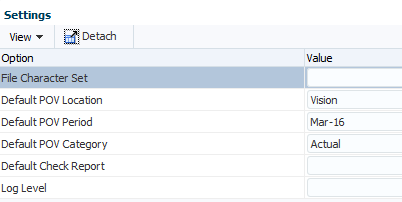 Settings
View Detach
Option Value
File Character Set
Default POV Location Vision
Default POV Period Mar-16
Default POV Category Actual
Default Check Report
Log Level